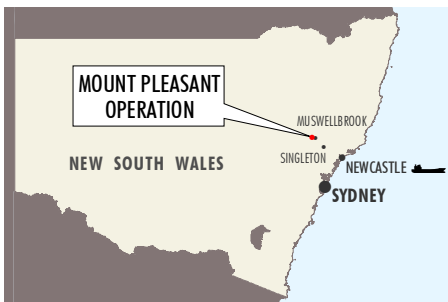 MOUNT PLEASANT
OPERATION
MUSWELLBROOK
SINGLETON
NEW SOUTH WALES
NEWCASTLE
SYDNEY